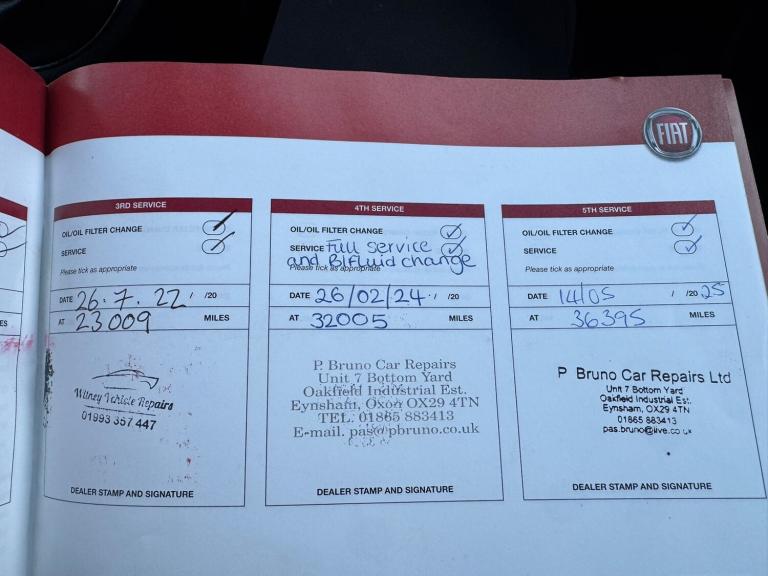 FIAT
3RD SERVICE
OIL/OIL FILTER CHANGE
SERVICE
Please tick as appropriate
DATE 26.7.22/ /20
AT 23009 MILES
Witney Vehicle Repairs
01993 357 447
DEALER STAMP AND SIGNATURE
4TH SERVICE
OIL/OIL FILTER CHANGE
SERVICE Full service
and B/fluid change
Please tick as appropriate
DATE 26/02/24 / /20
AT 32005 MILES
P. Bruno Car Repairs
Unit 7 Bottom Yard
Oakfield Industrial Est.
Eynsham, Oxon OX29 4TN
TEL. 01865 883413
E-mail. pas@pbruno.co.uk
DEALER STAMP AND SIGNATURE
5TH SERVICE
OIL/OIL FILTER CHANGE
SERVICE
Please tick as appropriate
DATE 14/05 / /20 25
AT 36395 MILES
P Bruno Car Repairs Ltd
Unit 7 Bottom Yard
Oakfield Industrial Est.
Eynsham, OX29 4TN
01865 883413
pas.bruno@live.co.uk
DEALER STAMP AND SIGNATURE
ES